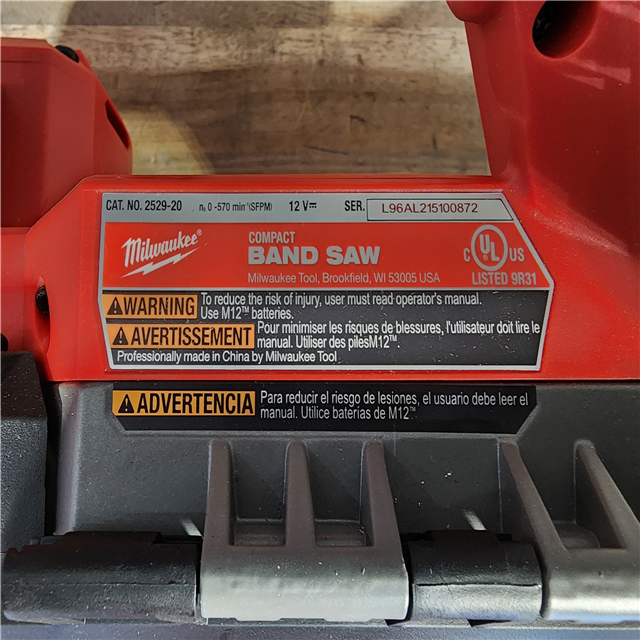 CAT. NO. 2529-20 n₀ 0 -570 min⁻¹(SFPM) 12 V⎓ SER. L96AL215100872
Milwaukee®
COMPACT
BAND SAW
Milwaukee Tool, Brookfield, WI 53005 USA
C UL® US
LISTED 9R31
⚠WARNING To reduce the risk of injury, user must read operator's manual.
Use M12™ batteries.
⚠AVERTISSEMENT Pour minimiser les risques de blessures, l'utilisateur doit lire le
manual. Utiliser des pilesM12™.
Professionally made in China by Milwaukee Tool
⚠ADVERTENCIA Para reducir el riesgo de lesiones, el usuario debe leer el
manual. Utilice baterías de M12™